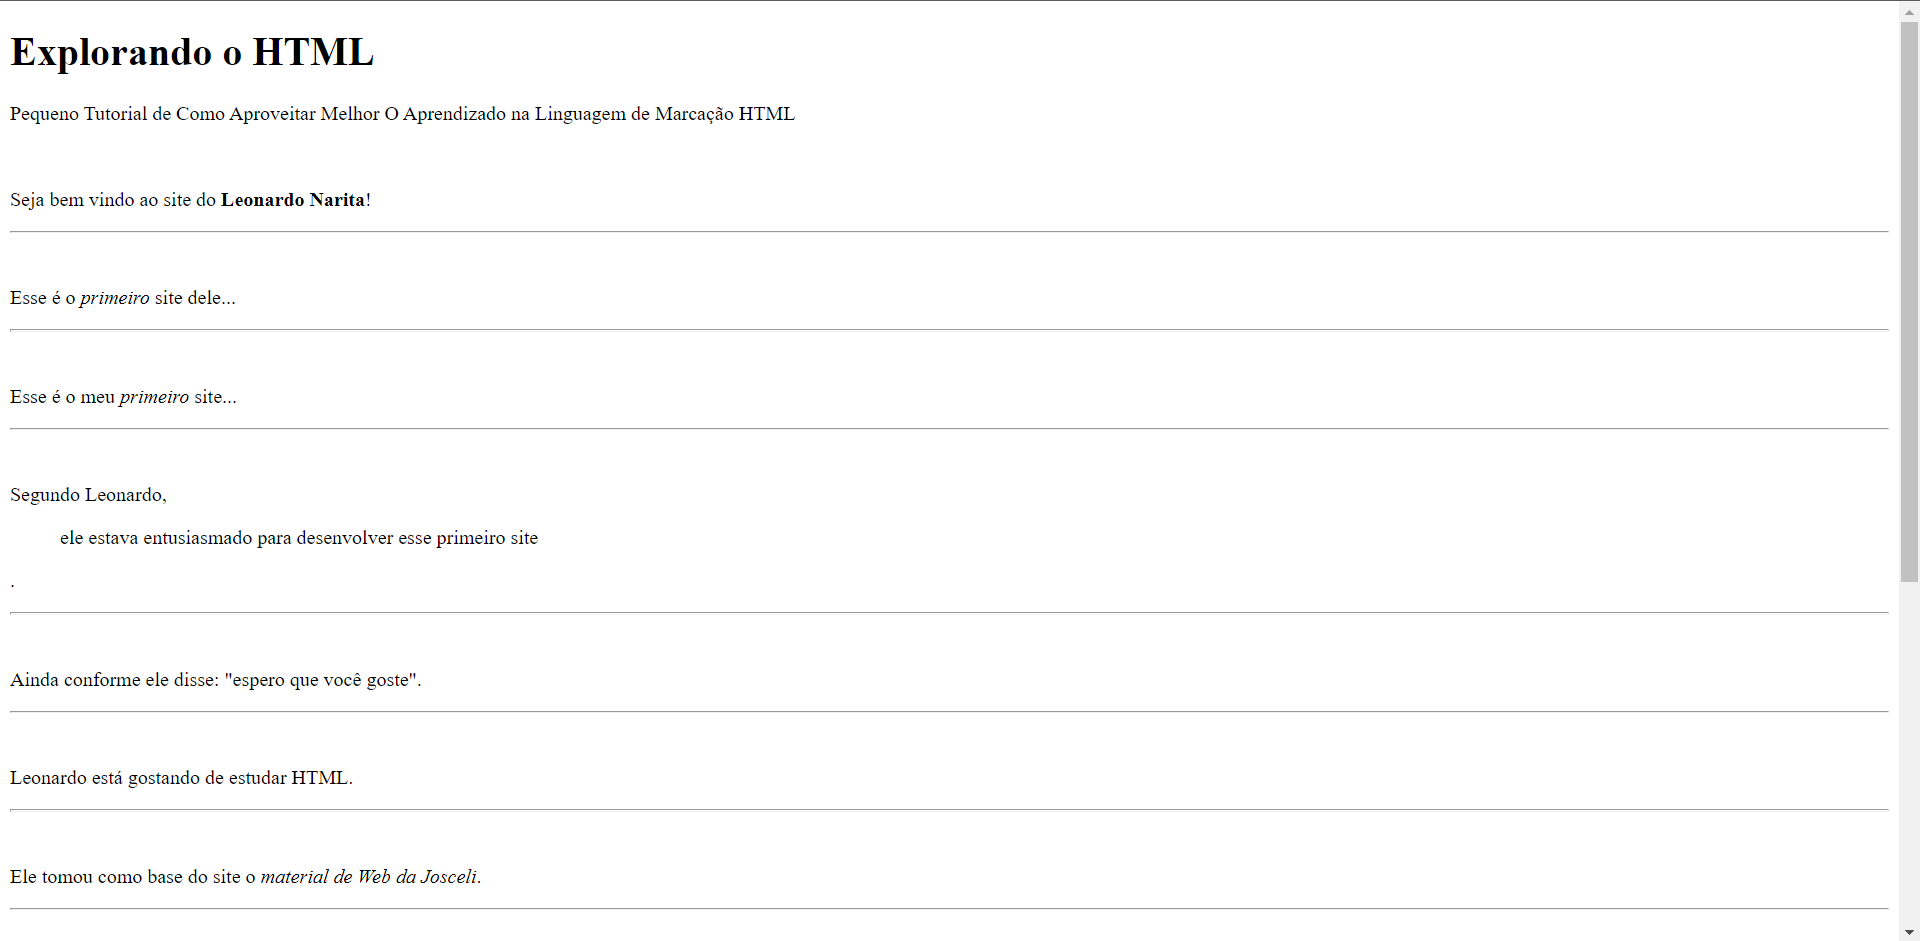 Explorando o HTML
Pequeno Tutorial de Como Aproveitar Melhor O Aprendizado na Linguagem de Marcação HTML
Seja bem vindo ao site do Leonardo Narita!
Esse é o primeiro site dele...
Esse é o meu primeiro site...
Segundo Leonardo,
ele estava entusiasmado para desenvolver esse primeiro site
.
Ainda conforme ele disse: "espero que você goste".
Leonardo está gostando de estudar HTML.
Ele tomou como base do site o material de Web da Josceli.